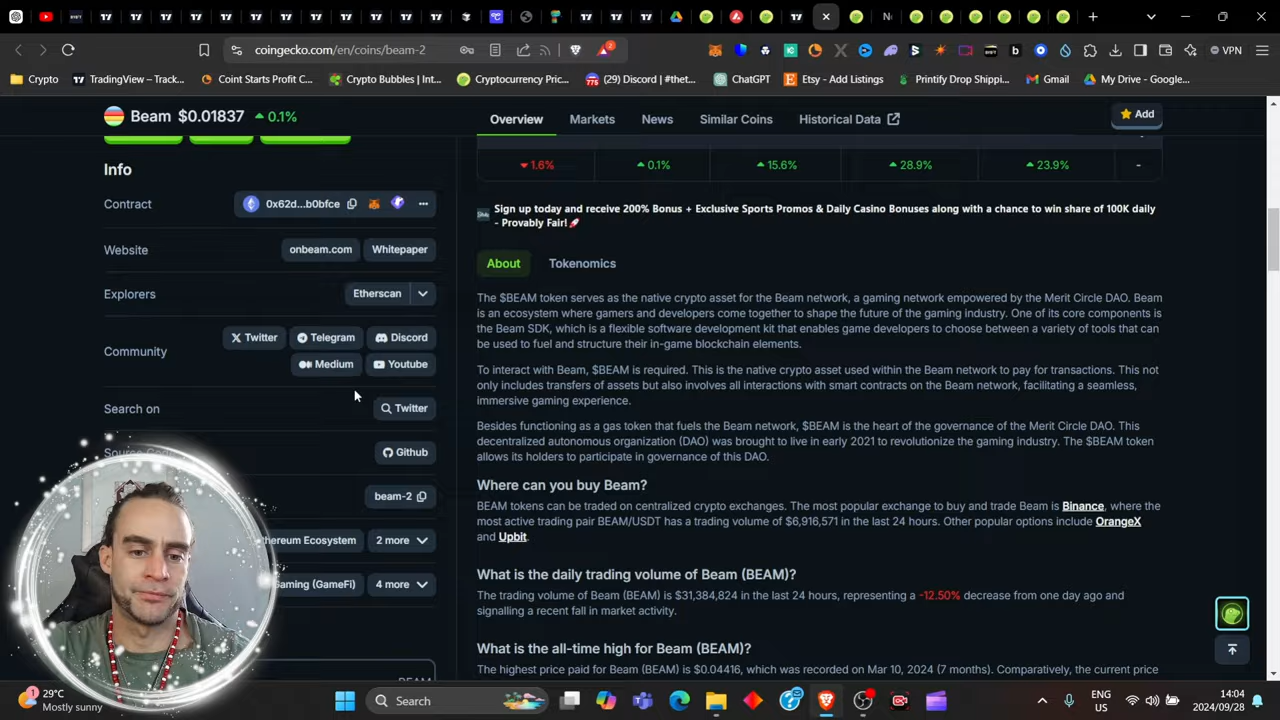 coingecko.com/en/coins/beam-2
2
VPN
Crypto
TradingView – Track...
Coint Starts Profit C...
Crypto Bubbles | Int...
Cryptocurrency Pric...
(29) Discord | #thet...
ChatGPT
Etsy - Add Listings
Printify Drop Shippi...
Gmail
My Drive - Google...
Beam $0.01837 0.1%
Overview
Markets
News
Similar Coins
Historical Data
Add
1.6%
0.1%
15.6%
28.9%
23.9%
-
Info
Contract
0x62d...b0bfce
Website
onbeam.com
Whitepaper
Explorers
Etherscan
Community
Twitter
Telegram
Discord
Medium
Youtube
Search on
Twitter
Github
beam-2
2 more
Gaming (GameFi)
4 more
Sign up today and receive 200% Bonus + Exclusive Sports Promos & Daily Casino Bonuses along with a chance to win share of 100K daily
- Provably Fair!🚀
About
Tokenomics
The $BEAM token serves as the native crypto asset for the Beam network, a gaming network empowered by the Merit Circle DAO. Beam
is an ecosystem where gamers and developers come together to shape the future of the gaming industry. One of its core components is
the Beam SDK, which is a flexible software development kit that enables game developers to choose between a variety of tools that can
be used to fuel and structure their in-game blockchain elements.
To interact with Beam, $BEAM is required. This is the native crypto asset used within the Beam network to pay for transactions. This not
only includes transfers of assets but also involves all interactions with smart contracts on the Beam network, facilitating a seamless,
immersive gaming experience.
Besides functioning as a gas token that fuels the Beam network, $BEAM is the heart of the governance of the Merit Circle DAO. This
decentralized autonomous organization (DAO) was brought to live in early 2021 to revolutionize the gaming industry. The $BEAM token
allows its holders to participate in governance of this DAO.
Where can you buy Beam?
BEAM tokens can be traded on centralized crypto exchanges. The most popular exchange to buy and trade Beam is Binance, where the
most active trading pair BEAM/USDT has a trading volume of $6,916,571 in the last 24 hours. Other popular options include OrangeX
and Upbit.
What is the daily trading volume of Beam (BEAM)?
The trading volume of Beam (BEAM) is $31,384,824 in the last 24 hours, representing a -12.50% decrease from one day ago and
signalling a recent fall in market activity.
What is the all-time high for Beam (BEAM)?
The highest price paid for Beam (BEAM) is $0.04416, which was recorded on Mar 10, 2024 (7 months). Comparatively, the current price
29°C
Mostly sunny
1
Search
ENG
US
14:04
2024/09/28